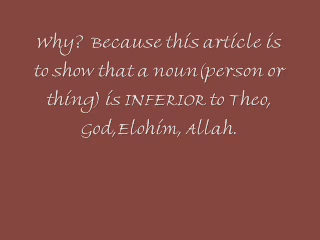 Why? Because this article is
to show that a noun(person or
thing) is INFERIOR to Theo,
God,Elohim, Allah.